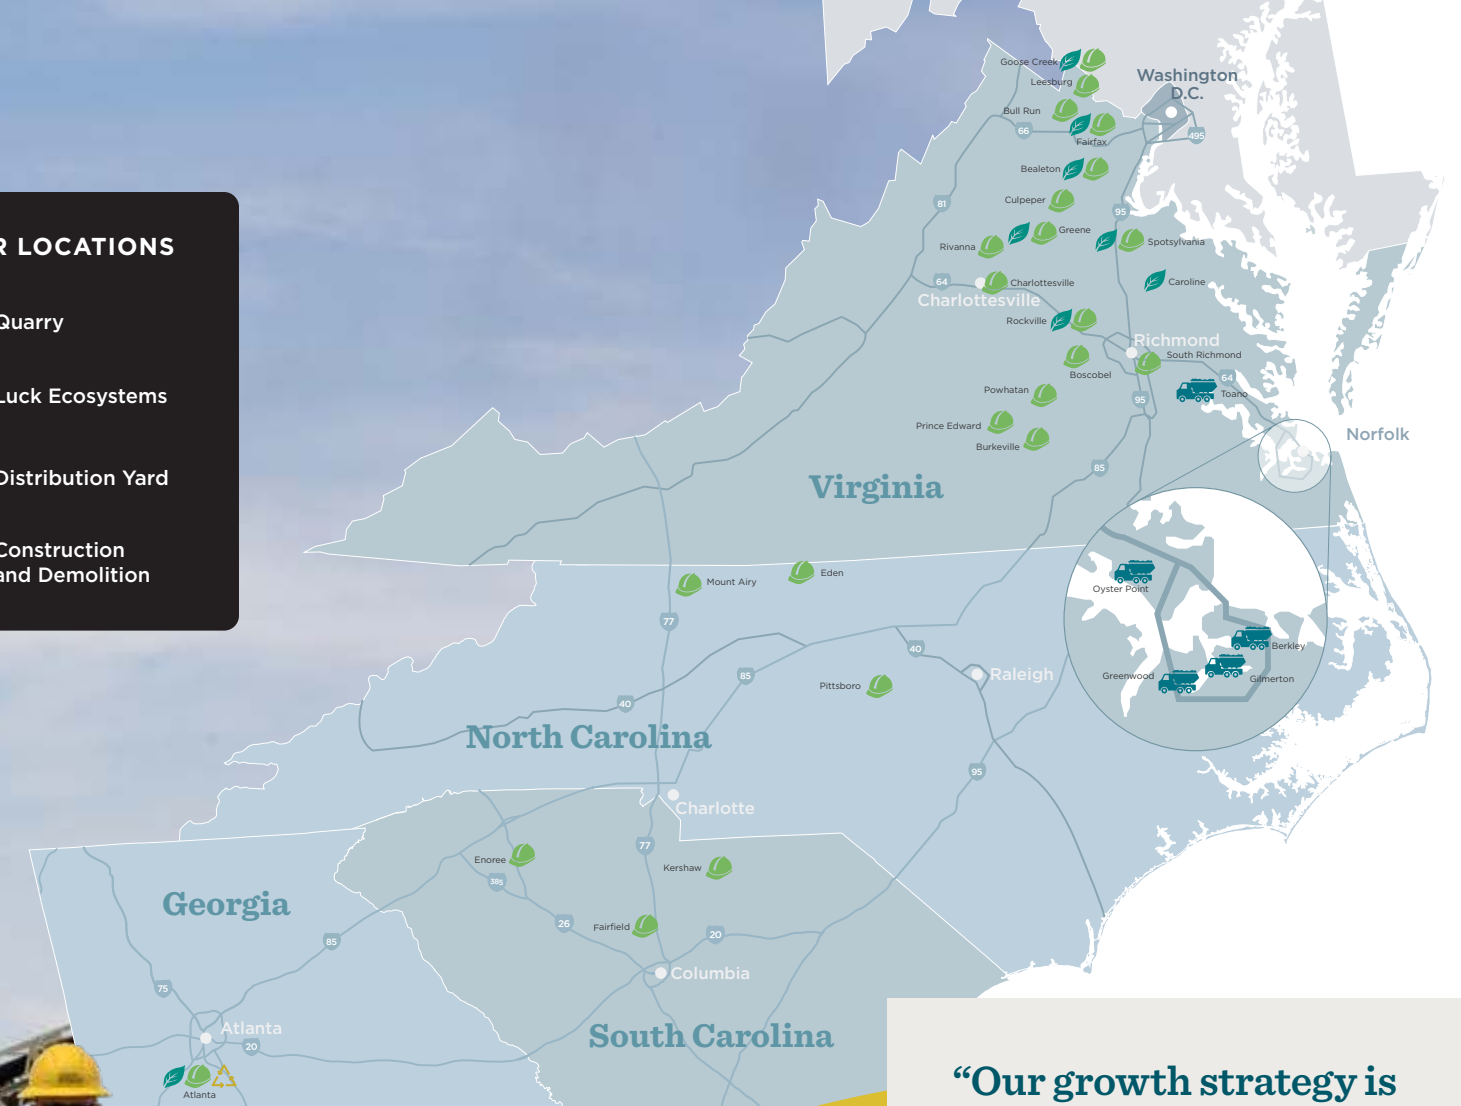 R LOCATIONS
Quarry
Luck Ecosystems
Distribution Yard
Construction
and Demolition
Goose Creek
Leesburg
Washington
D.C.
Bull Run
66
Fairfax
495
Bealeton
81
Culpeper
95
Greene
Rivanna
Spotsylvania
64
Charlottesville
Caroline
Charlottesville
Rockville
Richmond
South Richmond
Boscobel
64
Powhatan
95
Toano
Prince Edward
Norfolk
Burkeville
85
Virginia
Mount Airy
Eden
Oyster Point
77
40
Berkley
85
Raleigh
Greenwood
Gilmerton
Pittsboro
40
North Carolina
95
Charlotte
77
Enoree
Kershaw
385
Georgia
26
Fairfield
20
85
Columbia
75
Atlanta
South Carolina
20
Atlanta
“Our growth strategy is